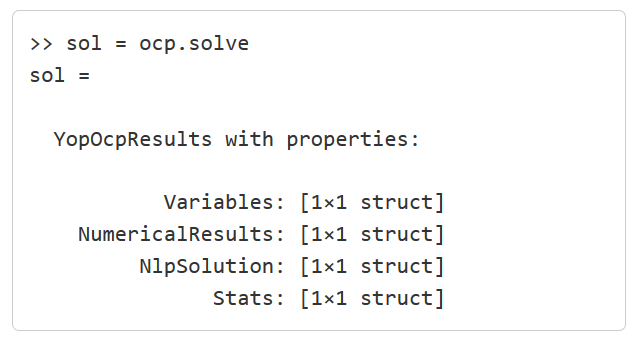 >> sol = ocp.solve
sol =
YopOcpResults with properties:
Variables: [1×1 struct]
NumericalResults: [1×1 struct]
NlpSolution: [1×1 struct]
Stats: [1×1 struct]